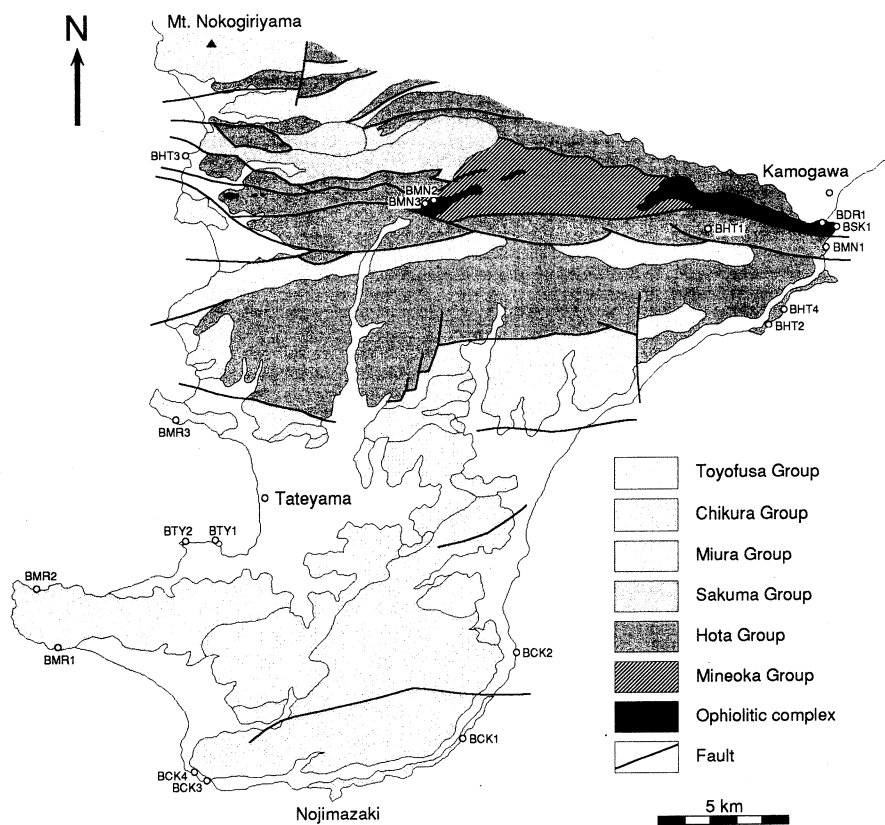 Mt. Nokogiriyama
N
BHT3
Kamogawa
BMN2
BMN3
BDR1
BSK1
BHT1
BMN1
BHT4
BHT2
BMR3
Tateyama
BTY2
BTY1
BMR2
BMR1
BCK2
BCK1
BCK4
BCK3
Nojimazaki
Toyofusa Group
Chikura Group
Miura Group
Sakuma Group
Hota Group
Mineoka Group
Ophiolitic complex
Fault
5 km